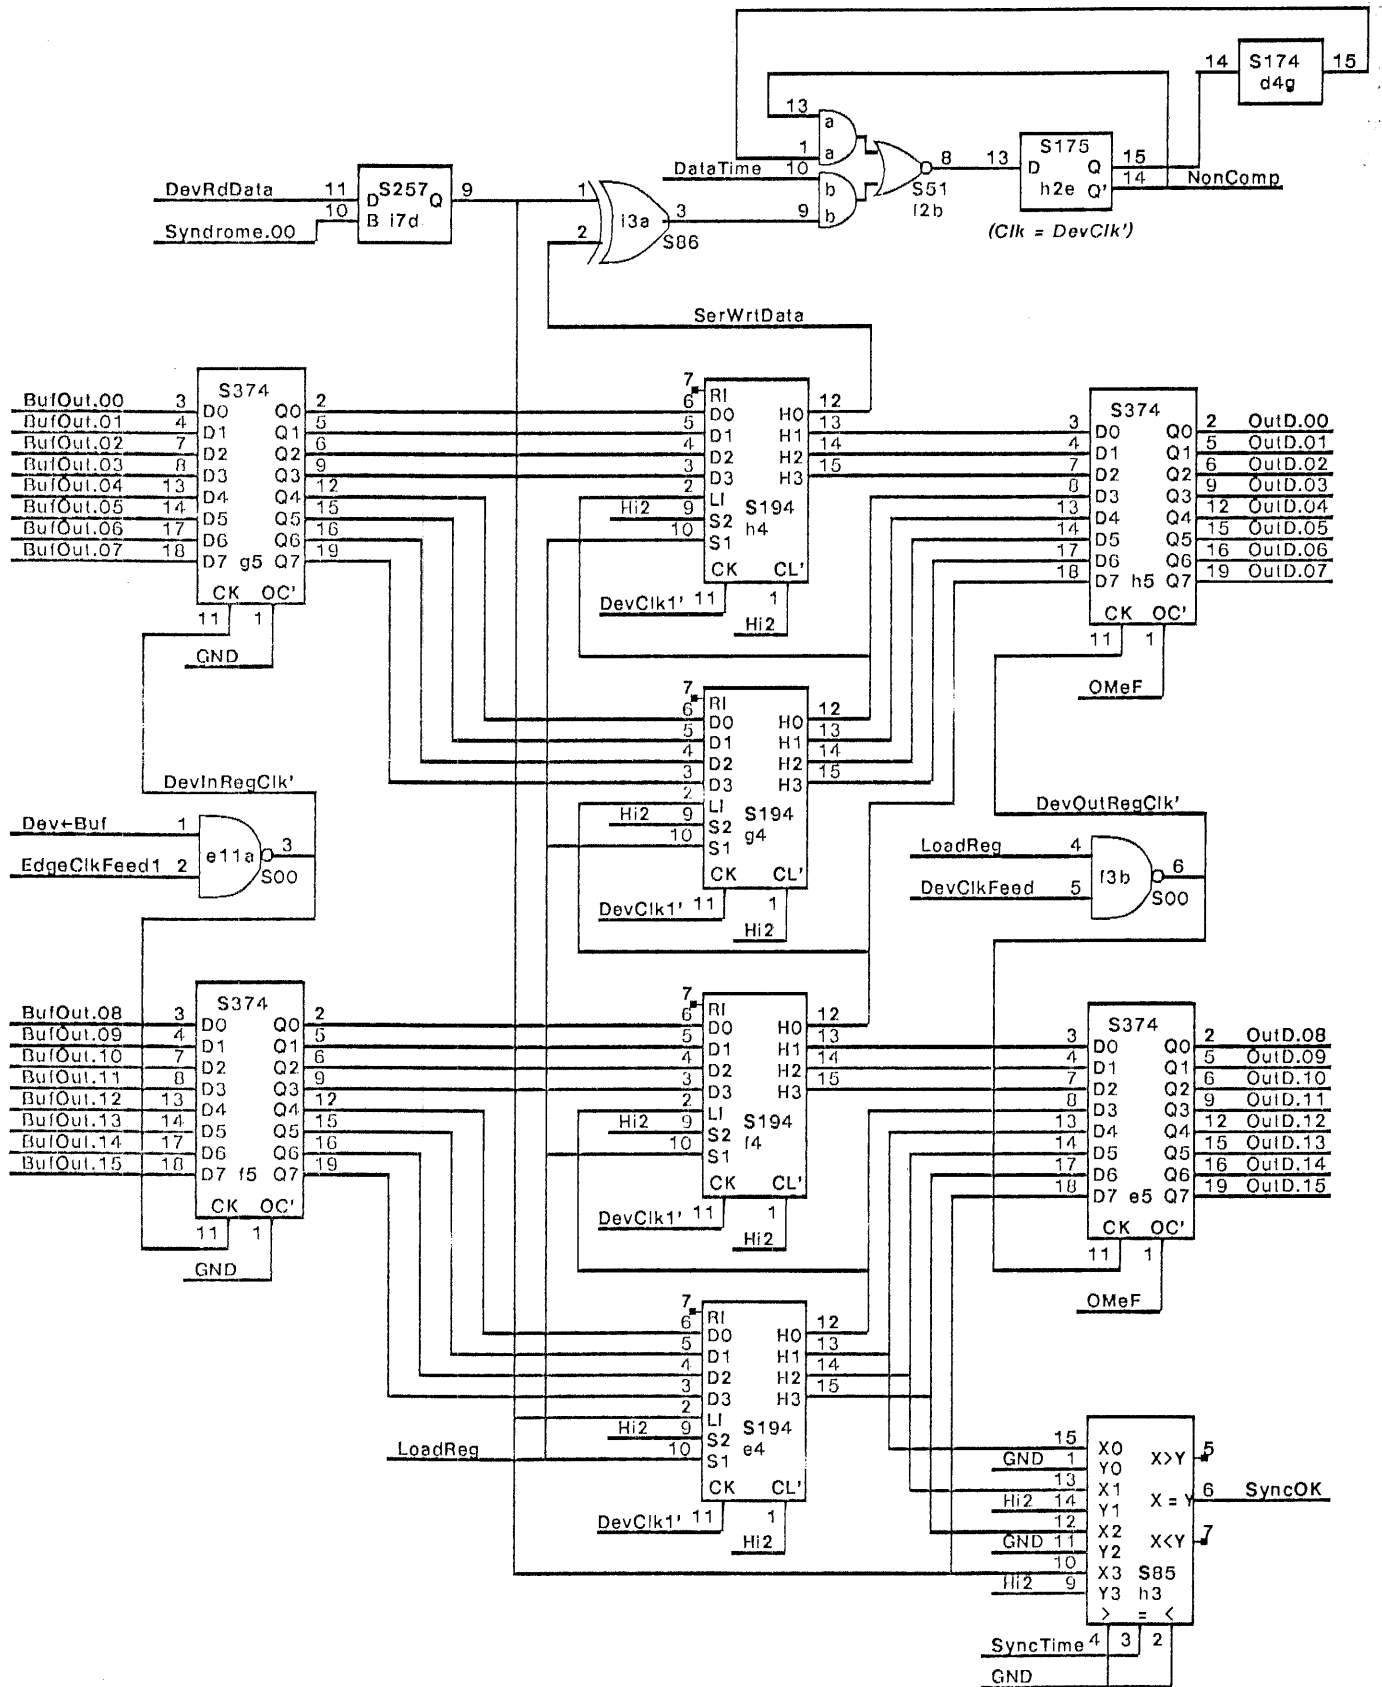 14 S174 15
d4g
13 a
1 a
DataTime 10 b
9 b
8
S51
f2b
13 S175 15
D Q
h2e 14 NonComp
Q'
(Clk = DevClk')
DevRdData 11 D S257 Q 9
10 B i7d
Syndrome.00
1 i3a 3
2 S86
SerWrtData
S374
BufOut.00 3 D0 Q0 2
BufOut.01 4 D1 Q1 5
BufOut.02 7 D2 Q2 6
BufOut.03 8 D3 Q3 9
BufOut.04 13 D4 Q4 12
BufOut.05 14 D5 Q5 15
BufOut.06 17 D6 Q6 16
BufOut.07 18 D7 g5 Q7 19
CK OC'
11 1
GND
7 RI
6 D0 H0 12
5 D1 H1 13
4 D2 H2 14
3 D3 H3 15
2 LI
Hi2 9 S2 S194
10 S1 h4
CK CL'
DevClk1' 11 1
Hi2
S374
3 D0 Q0 2 OutD.00
4 D1 Q1 5 OutD.01
7 D2 Q2 6 OutD.02
8 D3 Q3 9 OutD.03
13 D4 Q4 12 OutD.04
14 D5 Q5 15 OutD.05
17 D6 Q6 16 OutD.06
18 D7 h5 Q7 19 OutD.07
CK OC'
11 1
OMeF
7 RI
6 D0 H0 12
5 D1 H1 13
4 D2 H2 14
3 D3 H3 15
2 LI
Hi2 9 S2 S194
10 S1 g4
CK CL'
DevClk1' 11 1
Hi2
DevInRegClk'
Dev←Buf 1
e11a 3
EdgeClkFeed1 2 S00
DevOutRegClk'
LoadReg 4
f3b 6
DevClkFeed 5 S00
S374
BufOut.08 3 D0 Q0 2
BufOut.09 4 D1 Q1 5
BufOut.10 7 D2 Q2 6
BufOut.11 8 D3 Q3 9
BufOut.12 13 D4 Q4 12
BufOut.13 14 D5 Q5 15
BufOut.14 17 D6 Q6 16
BufOut.15 18 D7 f5 Q7 19
CK OC'
11 1
GND
7 RI
6 D0 H0 12
5 D1 H1 13
4 D2 H2 14
3 D3 H3 15
2 LI
Hi2 9 S2 S194
10 S1 f4
CK CL'
DevClk1' 11 1
Hi2
S374
3 D0 Q0 2 OutD.08
4 D1 Q1 5 OutD.09
7 D2 Q2 6 OutD.10
8 D3 Q3 9 OutD.11
13 D4 Q4 12 OutD.12
14 D5 Q5 15 OutD.13
17 D6 Q6 16 OutD.14
18 D7 e5 Q7 19 OutD.15
CK OC'
11 1
OMeF
7 RI
6 D0 H0 12
5 D1 H1 13
4 D2 H2 14
3 D3 H3 15
2 LI
Hi2 9 S2 S194
LoadReg 10 S1 e4
CK CL'
DevClk1' 11 1
Hi2
15 X0 X>Y 5
GND 1 Y0
13 X1
Hi2 14 Y1 X=Y 6 SyncOK
12 X2
GND 11 Y2 X<Y 7
10 X3 S85
Hi2 9 Y3 h3
> = <
SyncTime 4 3 2
GND